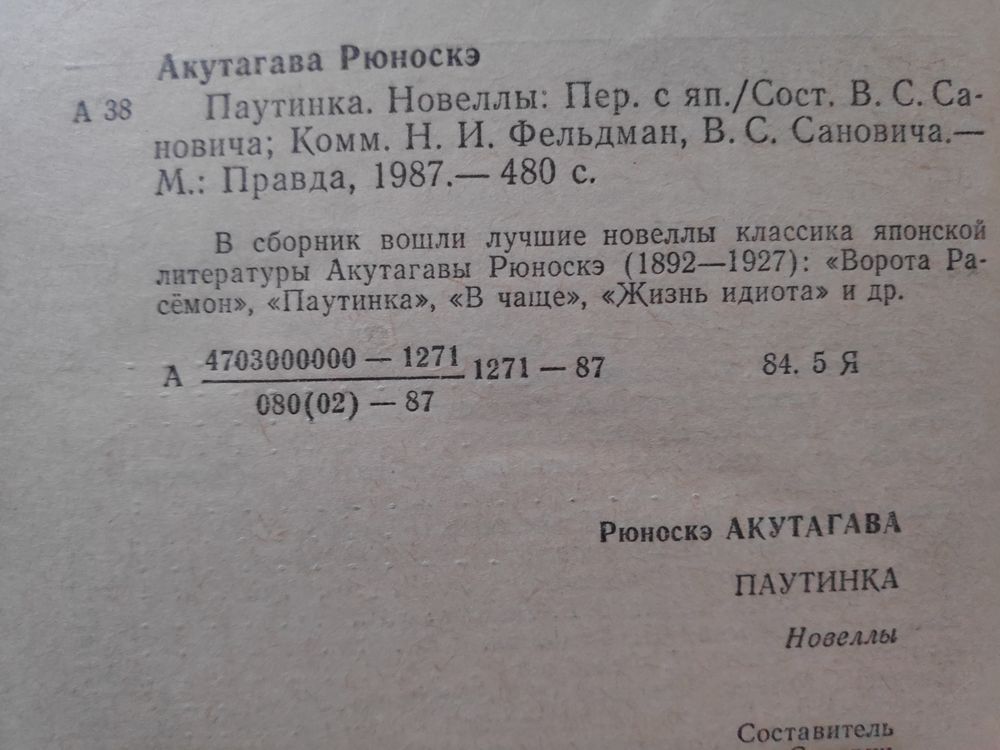 Акутагава Рюноскэ
А 38 Паутинка. Новеллы: Пер. с яп./Сост. В. С. Са-
новича; Комм. Н. И. Фельдман, В. С. Сановича.—
М.: Правда, 1987.— 480 с.
В сборник вошли лучшие новеллы классика японской
литературы Акутагавы Рюноскэ (1892—1927): «Ворота Ра-
сёмон», «Паутинка», «В чаще», «Жизнь идиота» и др.
4703000000 — 1271
А 1271 — 87 84. 5 Я
080(02) — 87
Рюноскэ АКУТАГАВА
ПАУТИНКА
Новеллы
Составитель